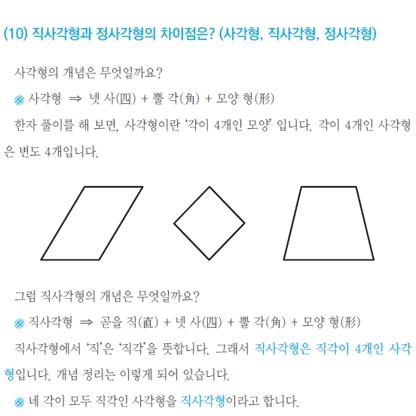 (10) 직사각형과 정사각형의 차이점은? (사각형, 직사각형, 정사각형)
사각형의 개념은 무엇일까요?
※ 사각형 ⇒ 넷 사(四) + 뿔 각(角) + 모양 형(形)
한자 풀이를 해 보면, 사각형이란 ‘각이 4개인 모양’ 입니다. 각이 4개인 사각형
은 변도 4개입니다.
그럼 직사각형의 개념은 무엇일까요?
※ 직사각형 ⇒ 곧을 직(直) + 넷 사(四) + 뿔 각(角) + 모양 형(形)
직사각형에서 ‘직’은 ‘직각’을 뜻합니다. 그래서 직사각형은 직각이 4개인 사각
형입니다. 개념 정리는 이렇게 되어 있습니다.
※ 네 각이 모두 직각인 사각형을 직사각형이라고 합니다.